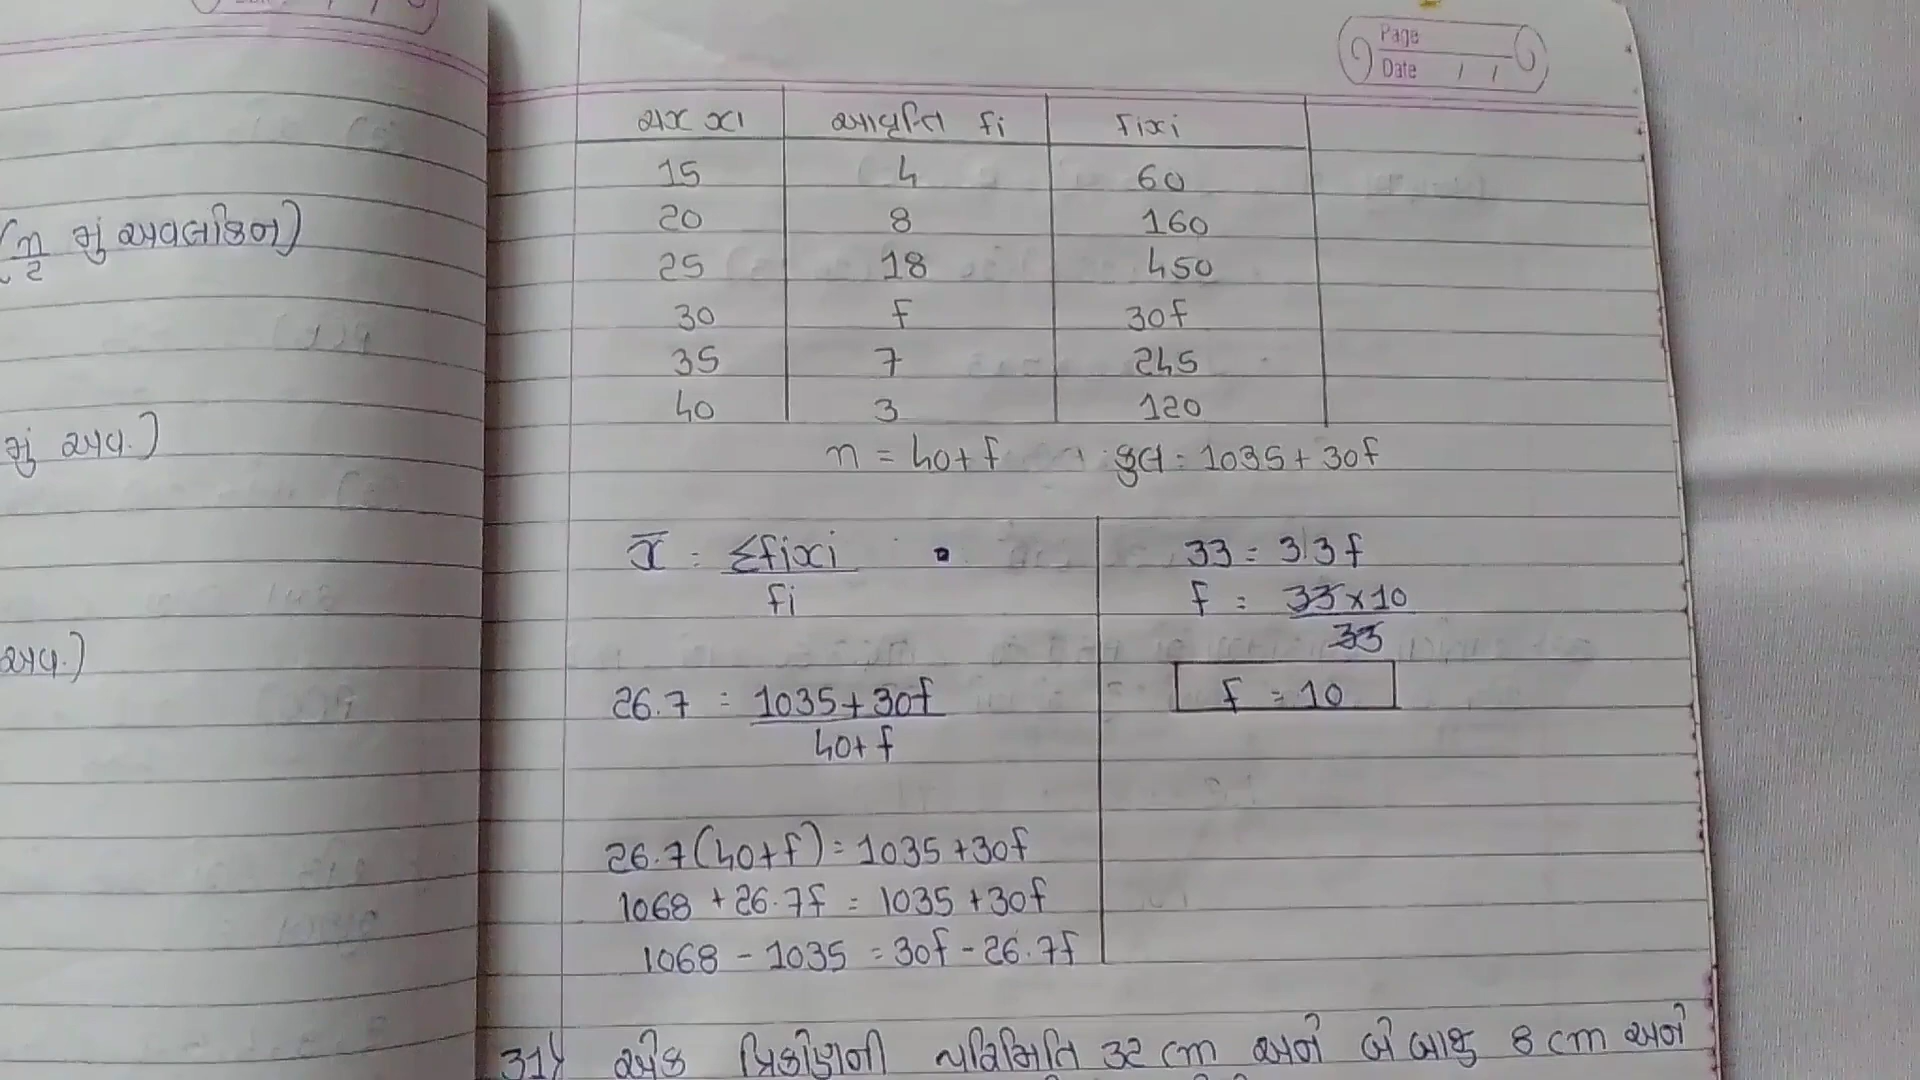 (n/2 નું અવલોકન)
નું અવ.)
અવ.)
Page
Date / /
ચલ xi આવૃત્તિ fi fixi
15 4 60
20 8 160
25 18 450
30 f 30f
35 7 245
40 3 120
n = 40+f કુલ = 1035+30f
x̄ = Σfixi / fi
26.7 = 1035+30f / 40+f
26.7(40+f) = 1035+30f
1068 + 26.7f = 1035+30f
1068 - 1035 = 30f - 26.7f
33 = 3.3f
f = 33×10 / 33
f = 10
31) એક ત્રિકોણની પરિમિતિ 32 cm અને બે બાજુ 8 cm અને